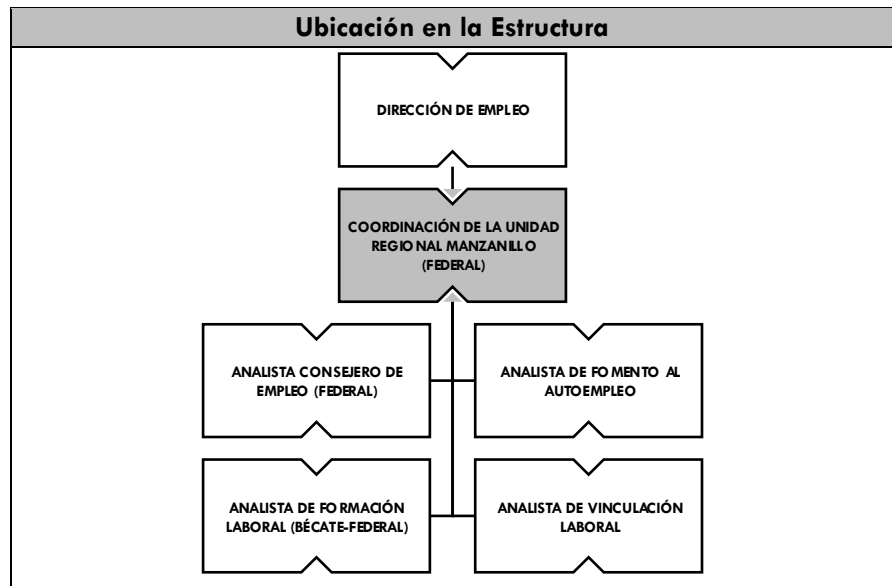 Ubicación en la Estructura
DIRECCIÓN DE EMPLEO
COORDINACIÓN DE LA UNIDAD
REGIONAL MANZANILLO
(FEDERAL)
ANALISTA CONSEJERO DE
EMPLEO (FEDERAL)
ANALISTA DE FOMENTO AL
AUTOEMPLEO
ANALISTA DE FORMACIÓN
LABORAL (BÉCATE-FEDERAL)
ANALISTA DE VINCULACIÓN
LABORAL